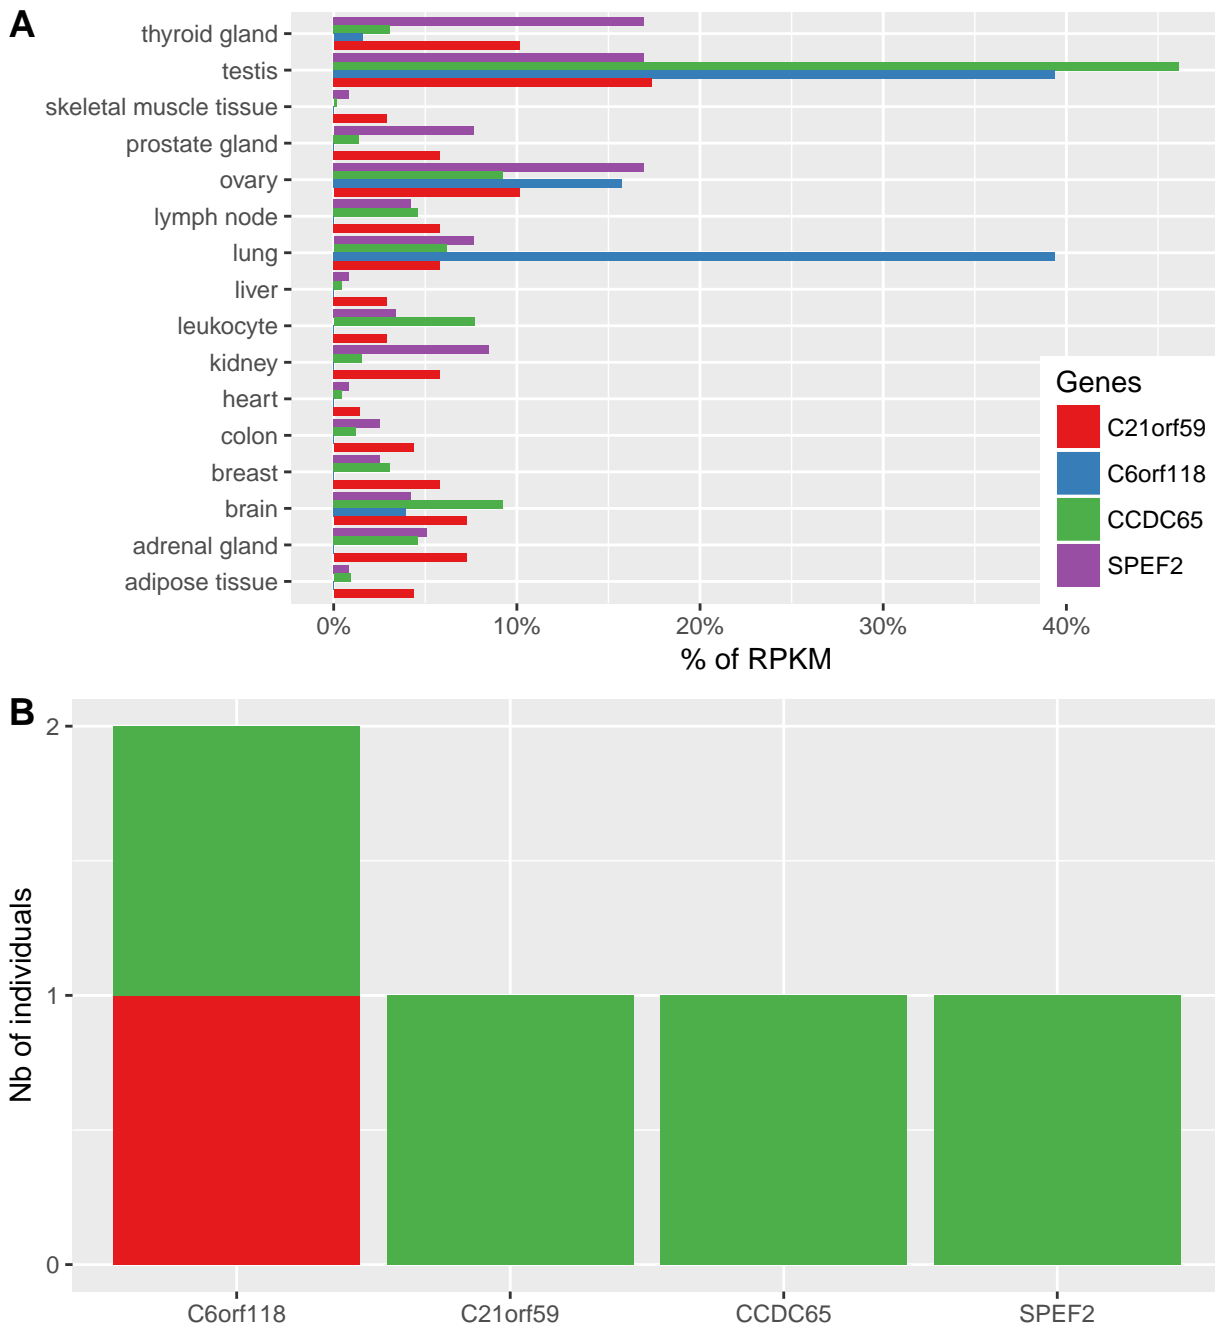 A
thyroid gland
testis
skeletal muscle tissue
prostate gland
ovary
lymph node
lung
liver
leukocyte
kidney
heart
colon
breast
brain
adrenal gland
adipose tissue
Genes
C21orf59
C6orf118
CCDC65
SPEF2
0% 10% 20% 30% 40%
% of RPKM
B
Nb of individuals
2
1
0
C6orf118 C21orf59 CCDC65 SPEF2